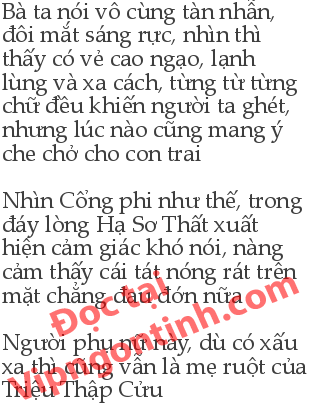 Bà ta nói vô cùng tàn nhẫn,
đôi mắt sáng rực, nhìn thì
thấy có vẻ cao ngạo, lạnh
lùng và xa cách, từng từ từng
chữ đều khiến người ta ghét,
nhưng lúc nào cũng mang ý
che chở cho con trai
Nhìn Cổng phi như thế, trong
đáy lòng Hạ Sơ Thất xuất
hiện cảm giác khó nói, nàng
cảm thấy cái tát nóng rát trên
mặt chẳng đau đớn nữa
Đọc tại
Vipngontinh.com
Người phụ nữ này, dù có xấu
xa thì cũng vẫn là mẹ ruột của
Triệu Thập Cửu